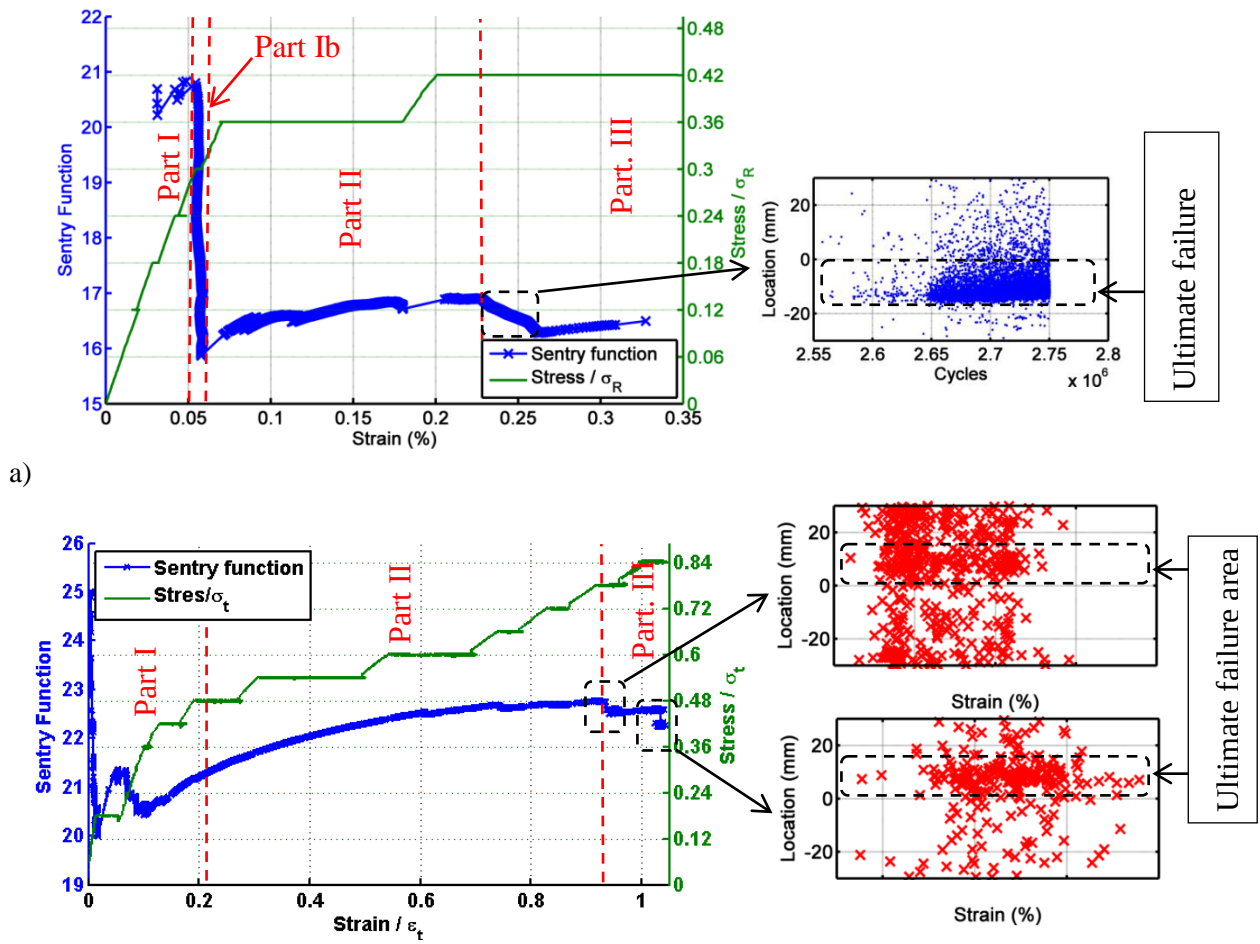 22
21
20
19
18
17
16
15
Sentry Function
0
0.05
0.1
0.15
0.2
0.25
0.3
0.35
Strain (%)
0.48
0.42
0.36
0.3
0.24
0.18
0.12
0.06
0
Stress / σR
Part I
Part Ib
Part II
Part. III
Sentry function
Stress / σR
20
0
-20
Location (mm)
2.55
2.6
2.65
2.7
2.75
2.8
Cycles
x 10^6
Ultimate failure
a)
26
25
24
23
22
21
20
19
Sentry Function
0
0.2
0.4
0.6
0.8
1
Strain / εt
0.84
0.72
0.6
0.48
0.36
0.24
0.12
0
Stress / σt
Sentry function
Stres/σt
Part I
Part II
Part. III
20
0
-20
Location (mm)
Strain (%)
20
0
-20
Location (mm)
Strain (%)
Ultimate failure area